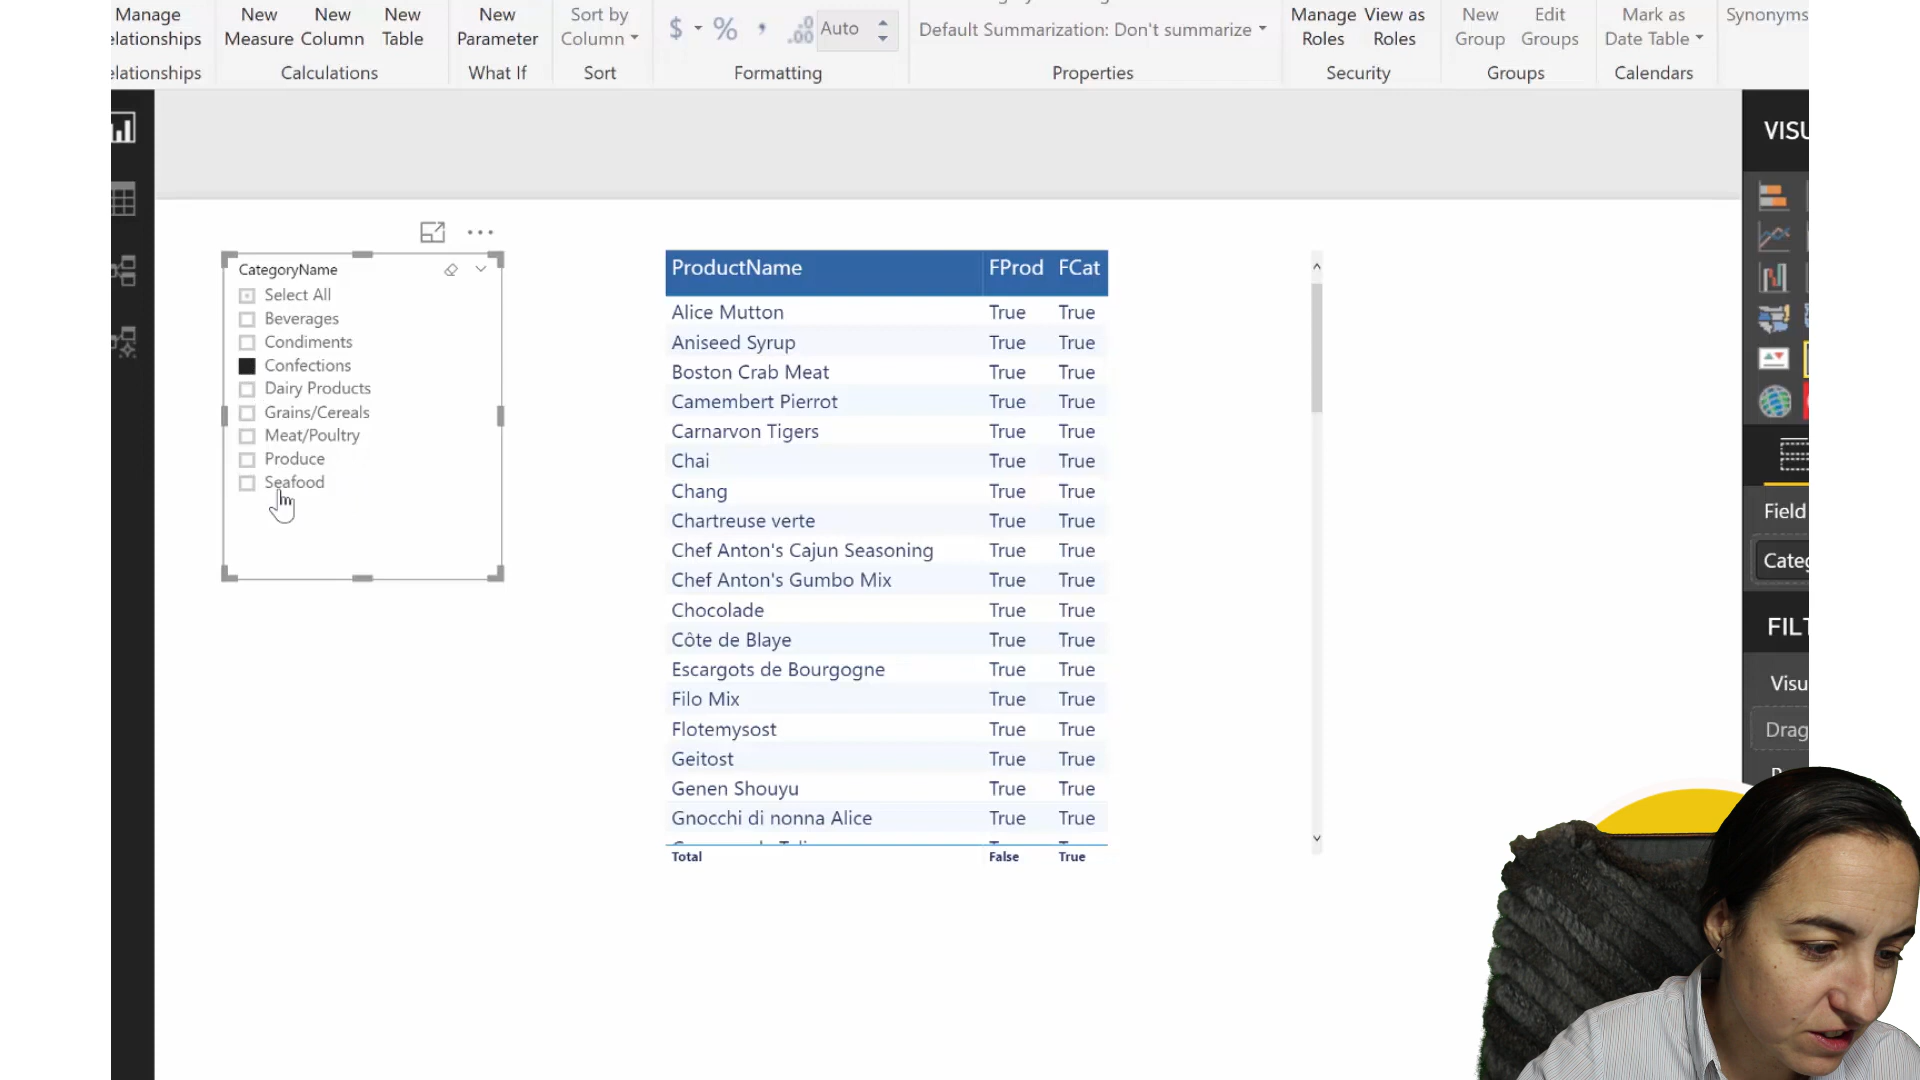 Manage
elationships
New
Measure
New
Column
New
Table
New
Parameter
Sort by
Column
$ % , .00 Auto
Default Summarization: Don't summarize
Manage
Roles
View as
Roles
New
Group
Edit
Groups
Mark as
Date Table
Synonyms
elationships
Calculations
What If
Sort
Formatting
Properties
Security
Groups
Calendars
CategoryName
Select All
Beverages
Condiments
Confections
Dairy Products
Grains/Cereals
Meat/Poultry
Produce
Seafood
ProductName FProd FCat
Alice Mutton True True
Aniseed Syrup True True
Boston Crab Meat True True
Camembert Pierrot True True
Carnarvon Tigers True True
Chai True True
Chang True True
Chartreuse verte True True
Chef Anton's Cajun Seasoning True True
Chef Anton's Gumbo Mix True True
Chocolade True True
Côte de Blaye True True
Escargots de Bourgogne True True
Filo Mix True True
Flotemysost True True
Geitost True True
Genen Shouyu True True
Gnocchi di nonna Alice True True
Total False True
VISU
Field
Categ
FILT
Visu
Drag